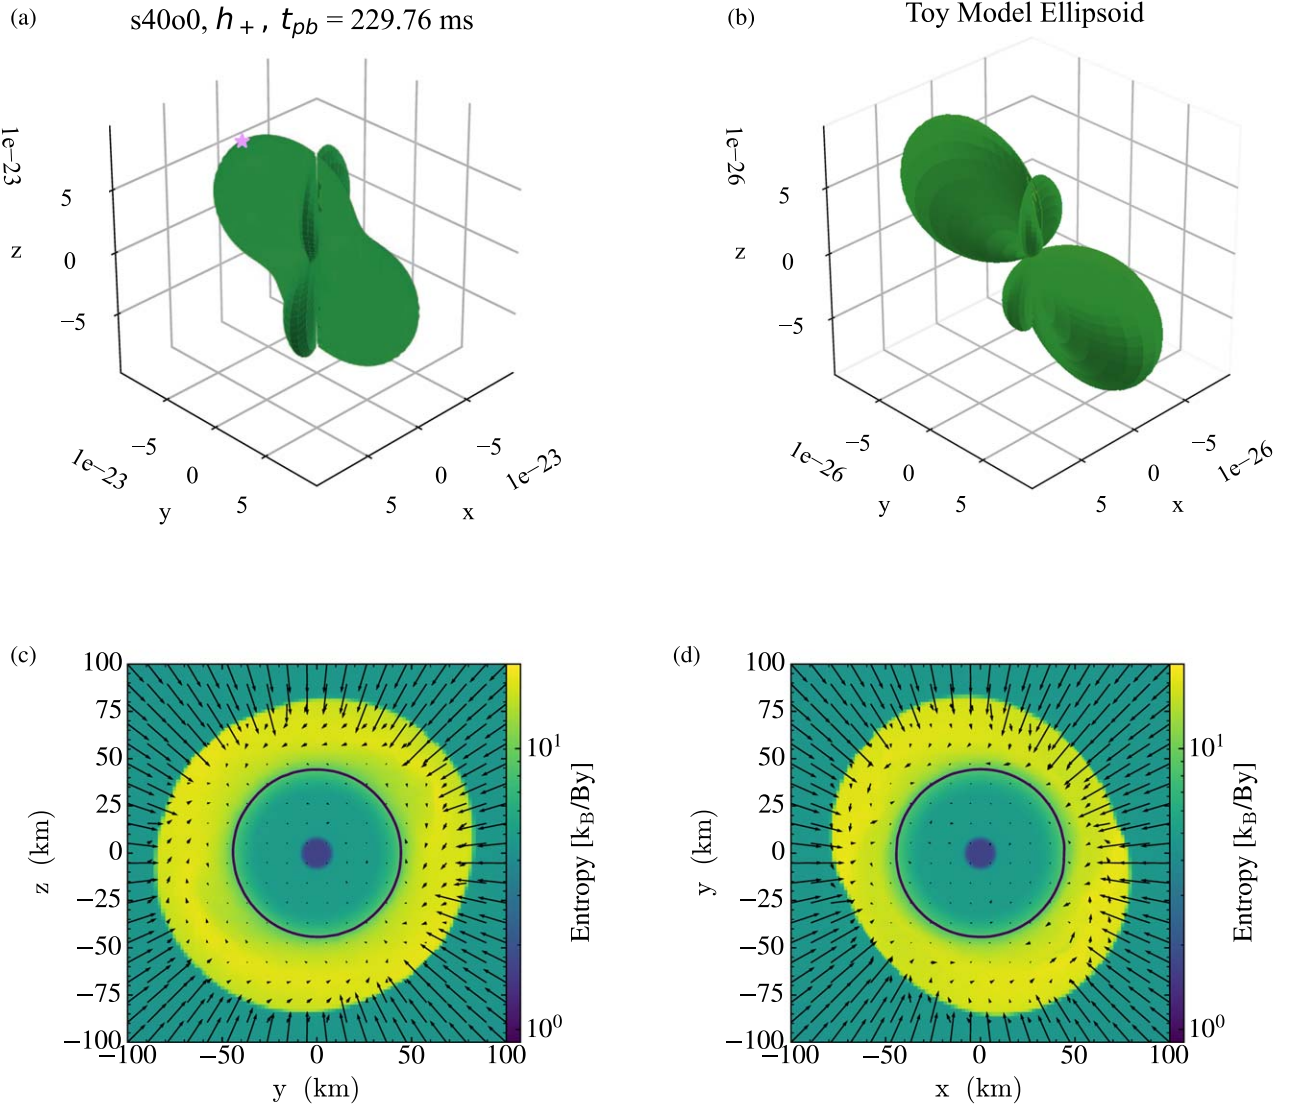 (a)
s40o0, h₊, t_pb = 229.76 ms
1e−23
5
z
0
−5
−5
1e−23
0
y
5
−5
1e−23
0
5
x
(b)
Toy Model Ellipsoid
1e−26
5
z
0
−5
−5
1e−26
0
y
5
−5
1e−26
0
5
x
(c)
100
75
50
25
0
−25
−50
−75
−100
z (km)
−100
−50
0
50
100
y (km)
10¹
10⁰
Entropy [k_B/By]
(d)
100
75
50
25
0
−25
−50
−75
−100
y (km)
−100
−50
0
50
100
x (km)
10¹
10⁰
Entropy [k_B/By]